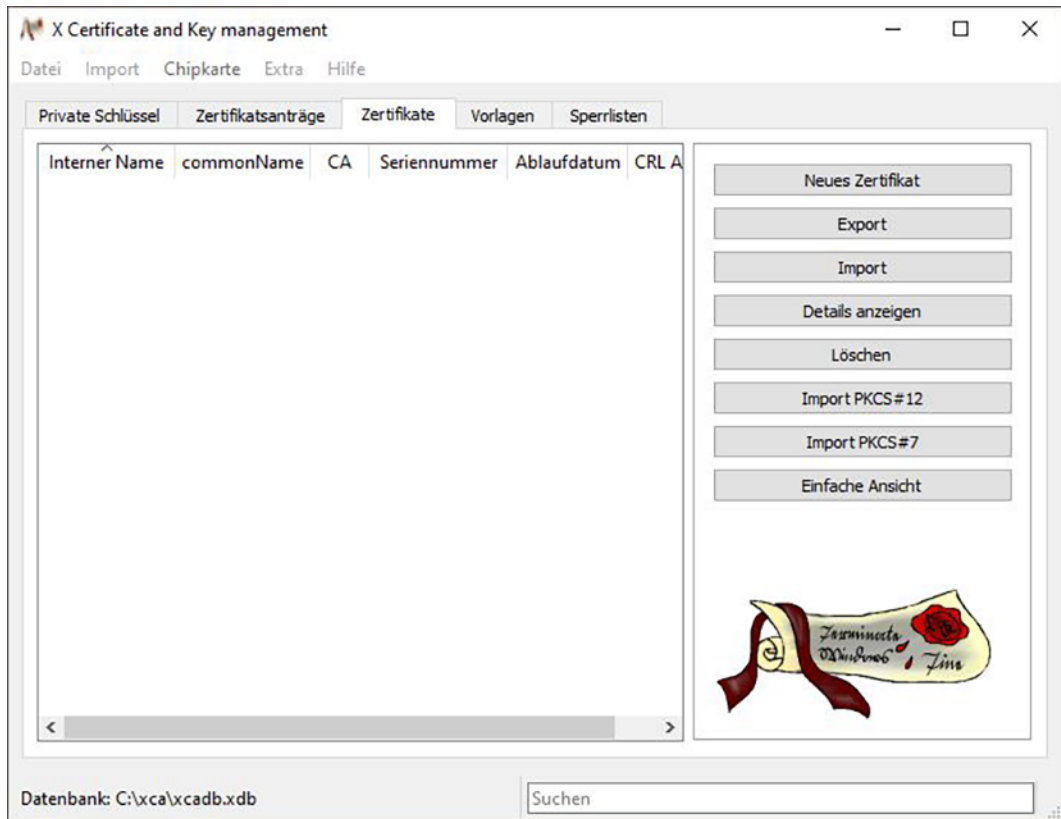 X Certificate and Key management
Datei Import Chipkarte Extra Hilfe
Private Schlüssel Zertifikatsanträge Zertifikate Vorlagen Sperrlisten
Interner Name commonName CA Seriennummer Ablaufdatum CRL A
Neues Zertifikat
Export
Import
Details anzeigen
Löschen
Import PKCS#12
Import PKCS#7
Einfache Ansicht
Datenbank: C:\xca\xcadb.xdb
Suchen